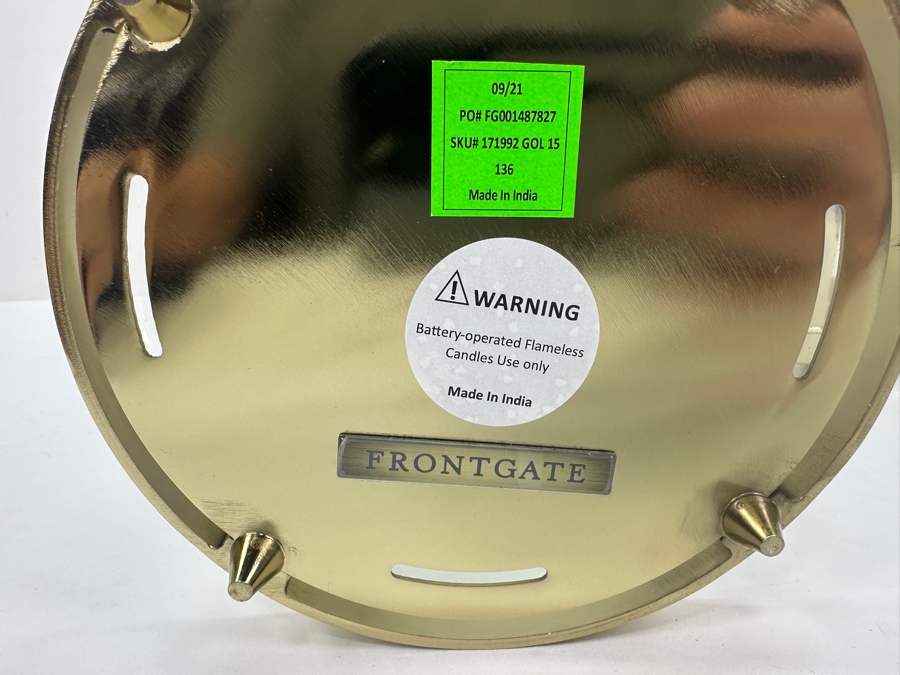 09/21
PO# FG001487827
SKU# 171992 GOL 15
136
Made In India
WARNING
Battery-operated Flameless
Candles Use only
Made In India
FRONTGATE